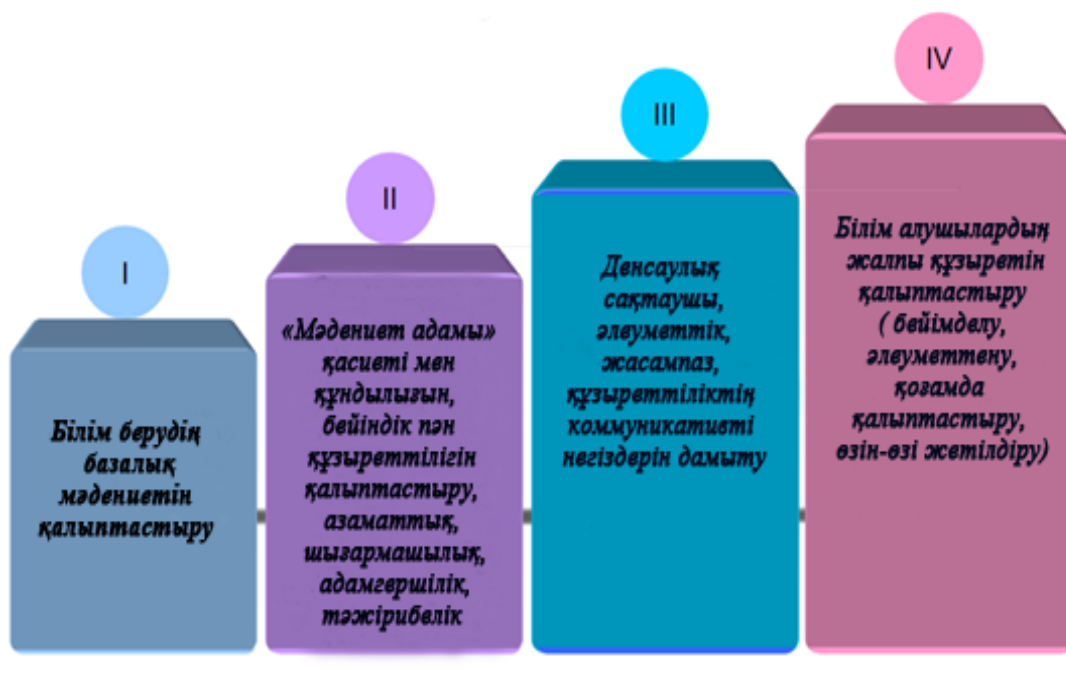 I
Білім берудің
базалық
мәдениетін
қалыптастыру
II
«Мәдениет адамы»
қасиеті мен
құндылығын,
бейіндік пән
құзыреттілігін
қалыптастыру,
азаматтық,
шығармашылық,
адамгершілік,
тәжірибелік
III
Денсаулық
сақтаушы,
әлеуметтік,
жасампаз,
құзыреттіліктің
коммуникативті
негіздерін дамыту
IV
Білім алушылардың
жалпы құзыретін
қалыптастыру
( бейімделу,
әлеуметтену,
қоғамда
қалыптастыру,
өзін-өзі жетілдіру)